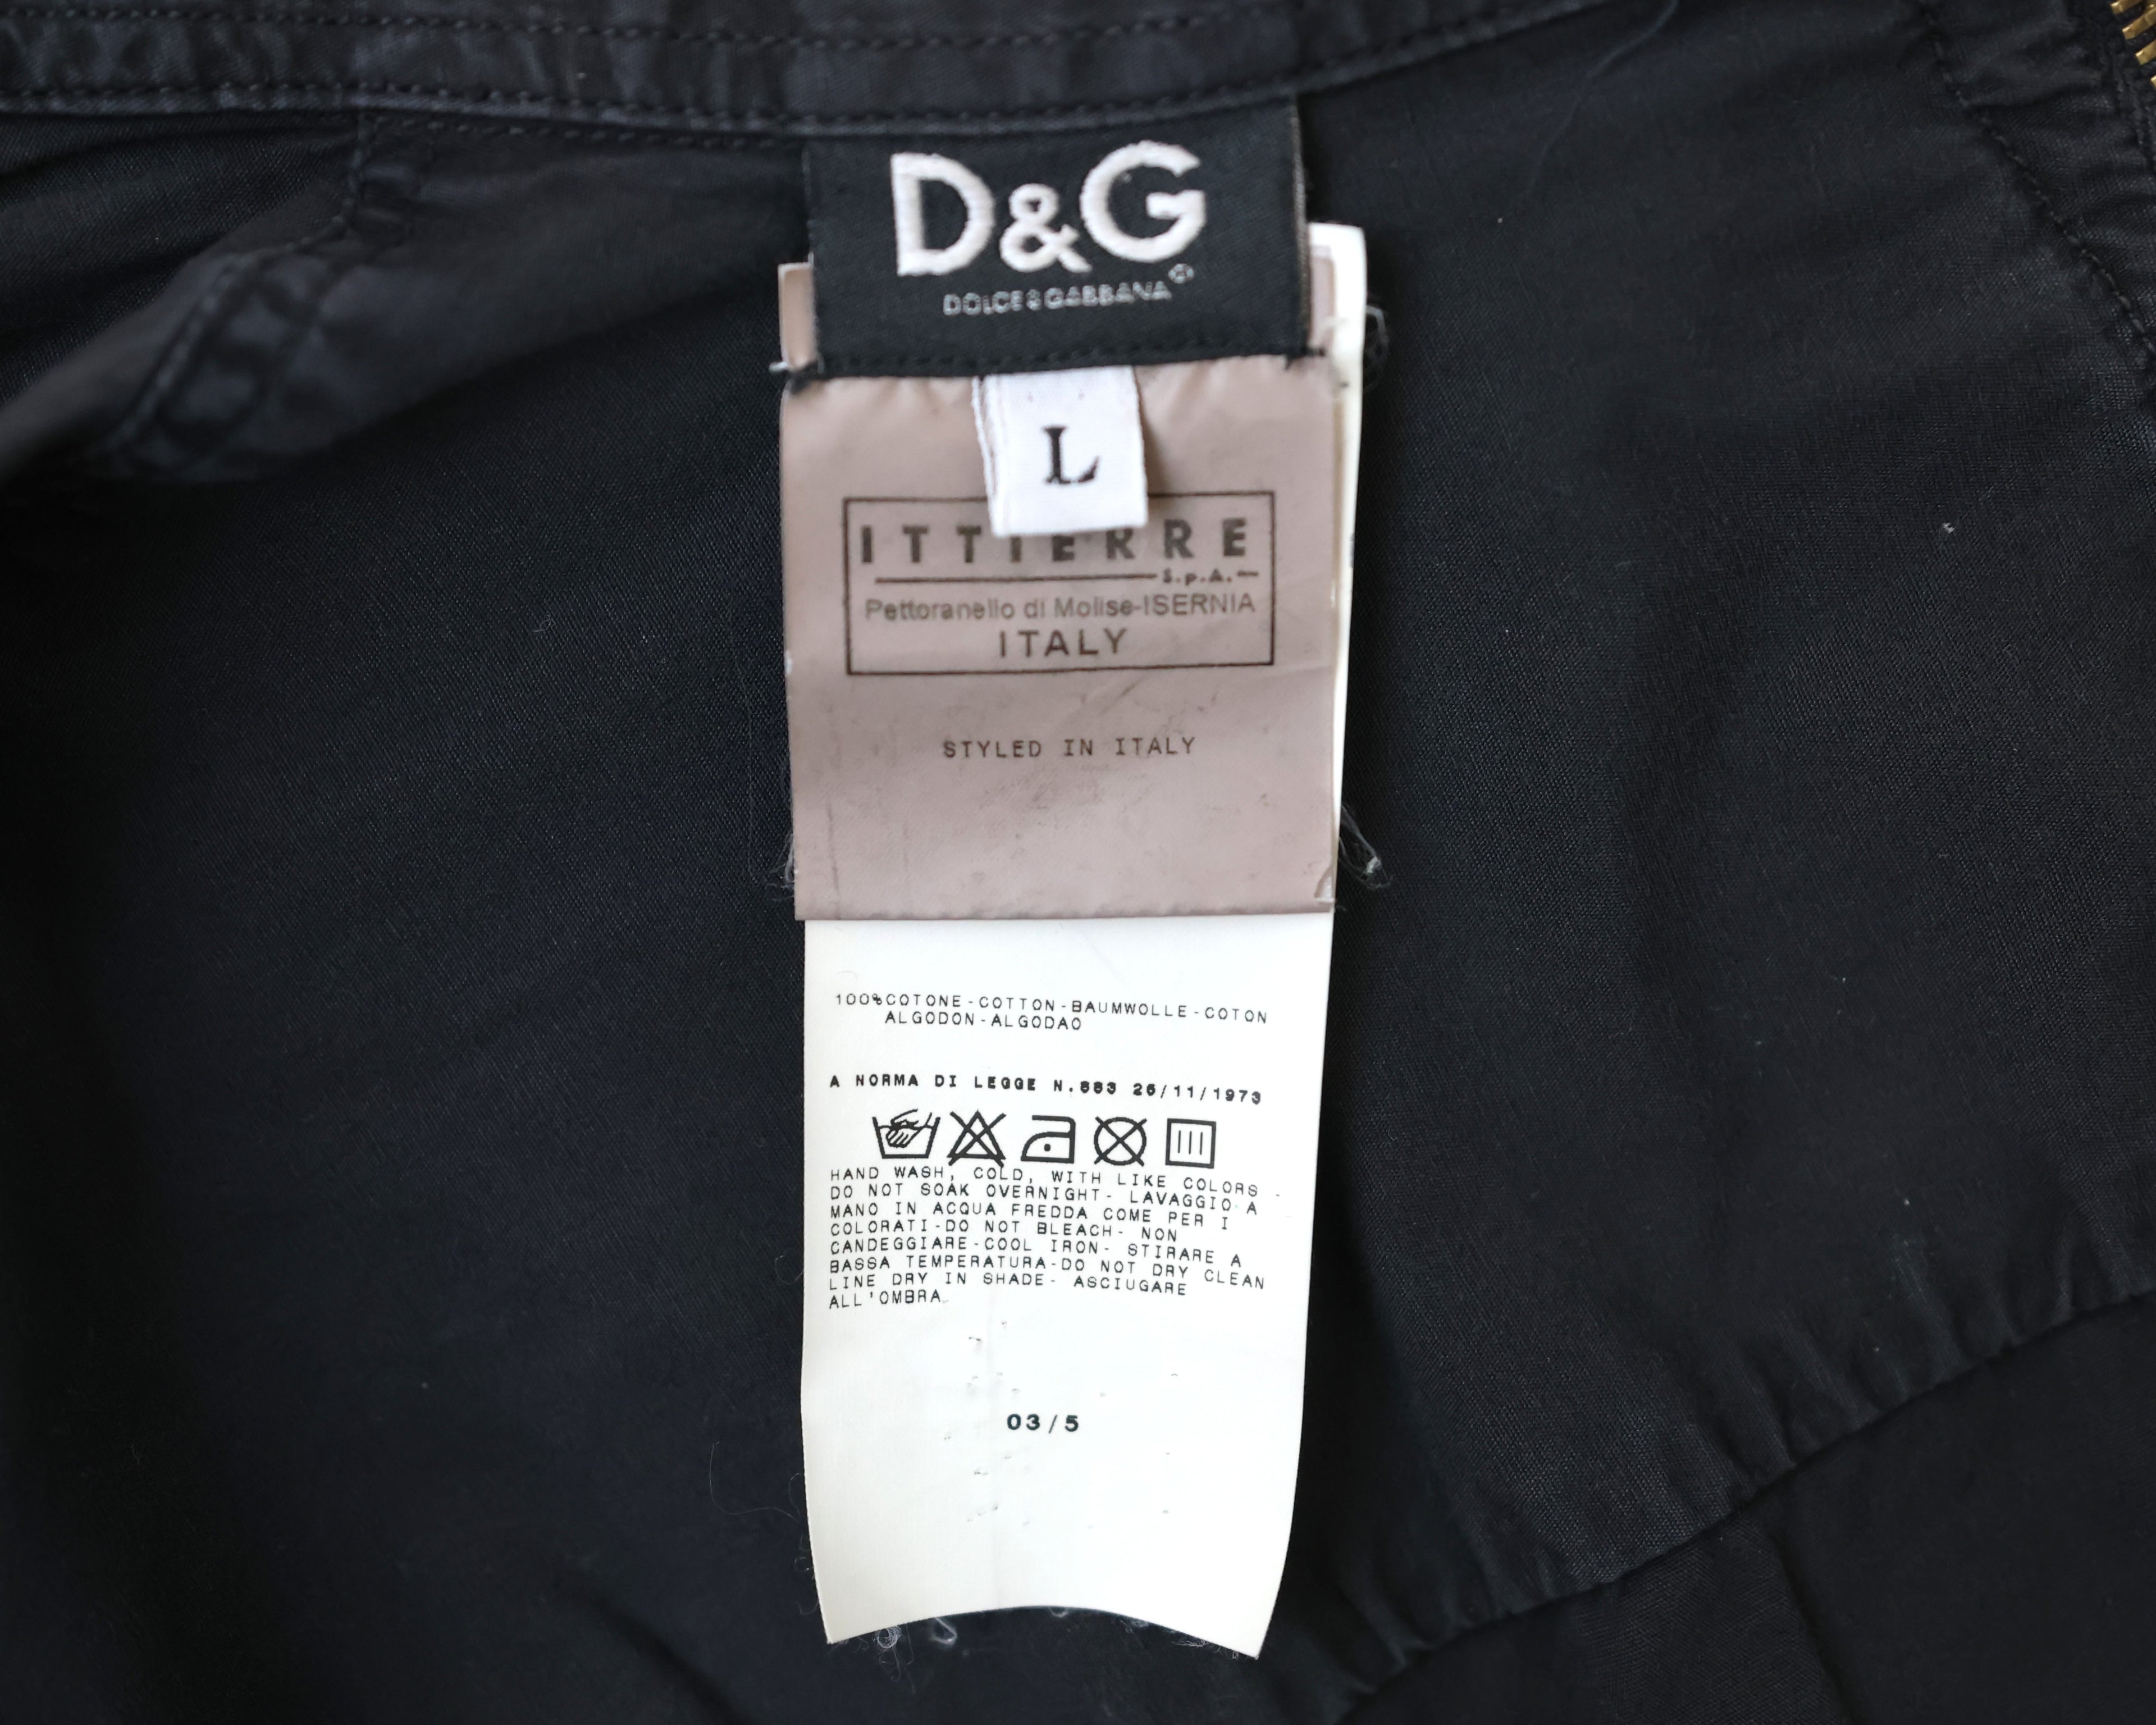 D&G
DOLCE&GABBANA®
L
ITTIERRE
S.p.A.
Pettoranello di Molise-ISERNIA
ITALY
STYLED IN ITALY
100%COTONE-COTTON-BAUMWOLLE-COTON
ALGODON-ALGODAO
A NORMA DI LEGGE N.883 26/11/1973
HAND WASH, COLD, WITH LIKE COLORS -
DO NOT SOAK OVERNIGHT- LAVAGGIO A
MANO IN ACQUA FREDDA COME PER I
COLORATI-DO NOT BLEACH- NON
CANDEGGIARE-COOL IRON- STIRARE A
BASSA TEMPERATURA-DO NOT DRY CLEAN
LINE DRY IN SHADE- ASCIUGARE
ALL'OMBRA
03/5